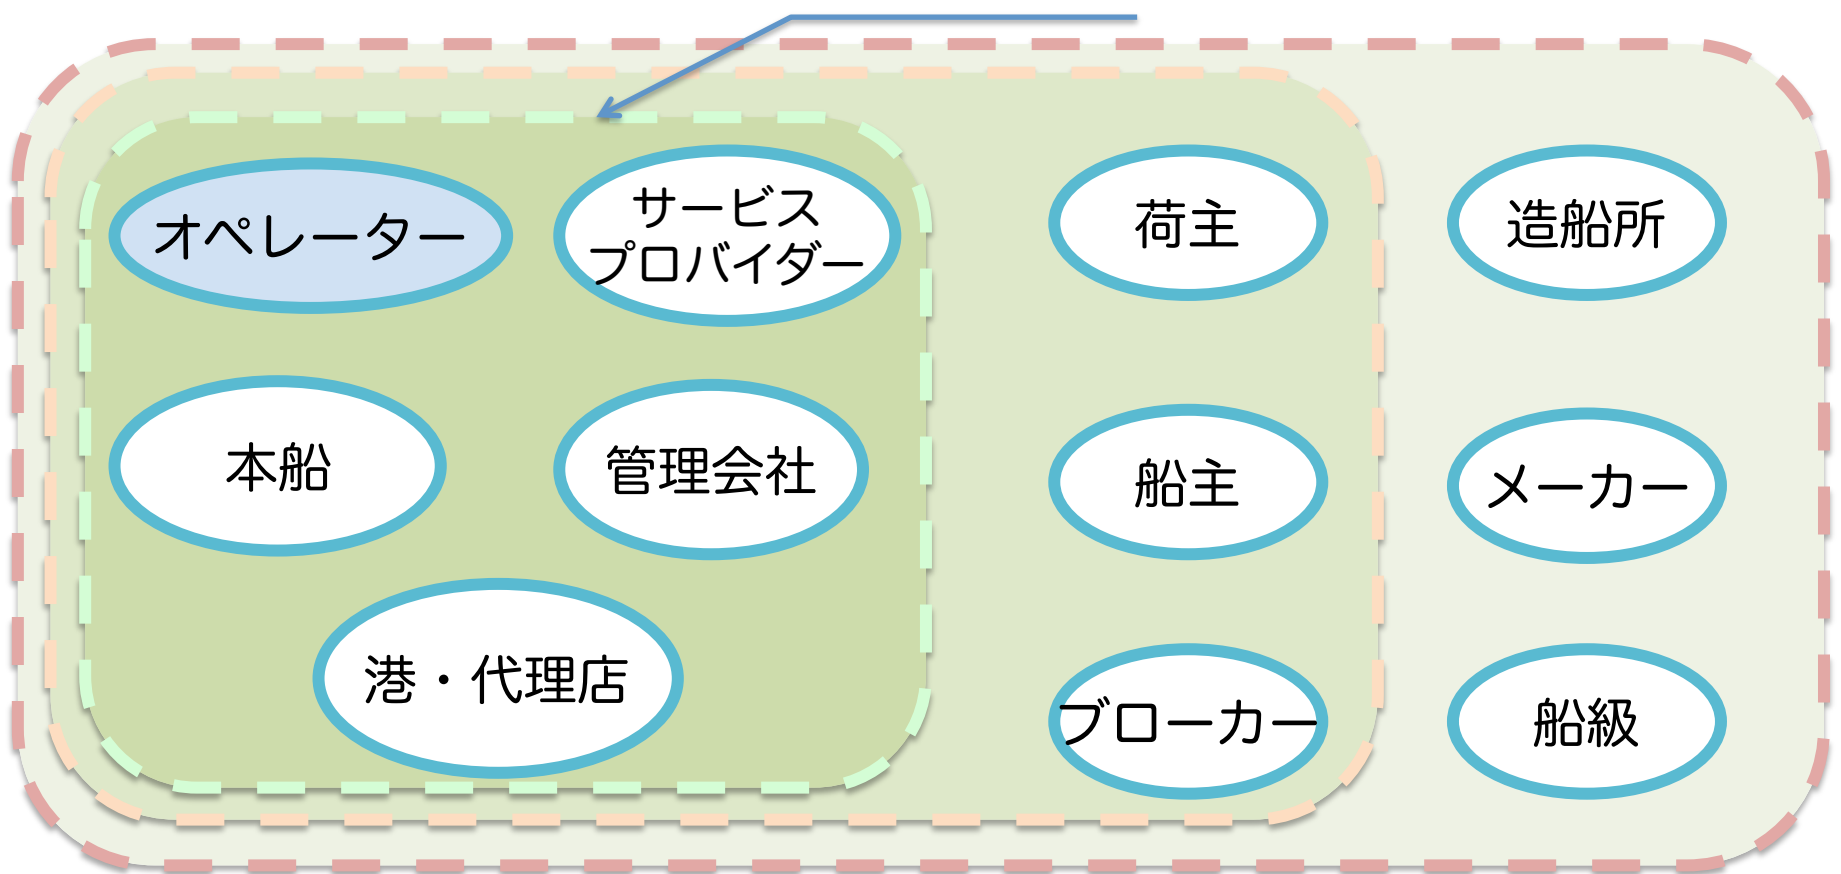 オペレーター
サービス
プロバイダー
荷主
造船所
本船
管理会社
船主
メーカー
港・代理店
ブローカー
船級